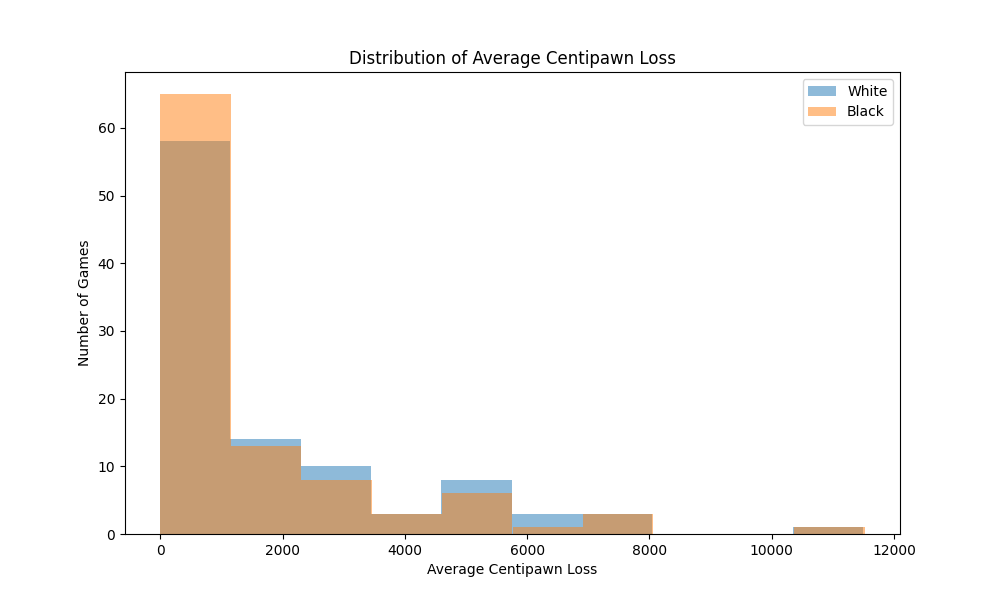 Distribution of Average Centipawn Loss
White
Black
Number of Games
60
50
40
30
20
10
0
0 2000 4000 6000 8000 10000 12000
Average Centipawn Loss